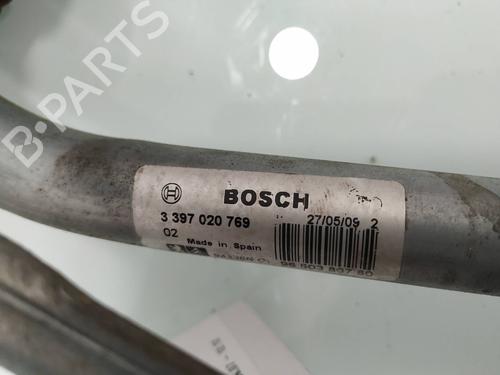 B-PARTS
BOSCH
3 397 020 769
27/05/09 2
02
Made in Spain